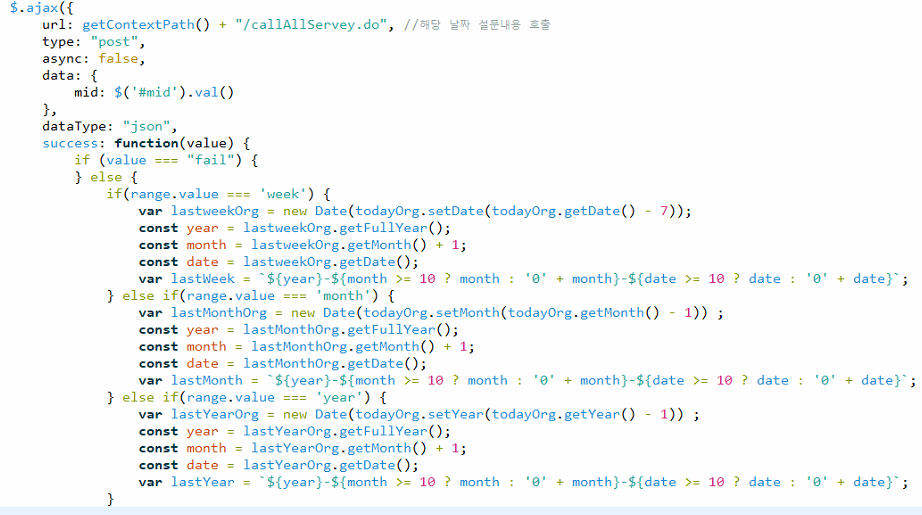 $.ajax({
    url: getContextPath() + "/callAllServey.do", //해당 날짜 설문내용 호출
    type: "post",
    async: false,
    data: {
        mid: $('#mid').val()
    },
    dataType: "json",
    success: function(value) {
        if (value === "fail") {
        } else {
            if(range.value === 'week') {
                var lastweekOrg = new Date(todayOrg.setDate(todayOrg.getDate() - 7));
                const year = lastweekOrg.getFullYear();
                const month = lastweekOrg.getMonth() + 1;
                const date = lastweekOrg.getDate();
                var lastWeek = `${year}-${month >= 10 ? month : '0' + month}-${date >= 10 ? date : '0' + date}`;
            } else if(range.value === 'month') {
                var lastMonthOrg = new Date(todayOrg.setMonth(todayOrg.getMonth() - 1)) ;
                const year = lastMonthOrg.getFullYear();
                const month = lastMonthOrg.getMonth() + 1;
                const date = lastMonthOrg.getDate();
                var lastMonth = `${year}-${month >= 10 ? month : '0' + month}-${date >= 10 ? date : '0' + date}`;
            } else if(range.value === 'year') {
                var lastYearOrg = new Date(todayOrg.setYear(todayOrg.getYear() - 1)) ;
                const year = lastYearOrg.getFullYear();
                const month = lastYearOrg.getMonth() + 1;
                const date = lastYearOrg.getDate();
                var lastYear = `${year}-${month >= 10 ? month : '0' + month}-${date >= 10 ? date : '0' + date}`;
            }